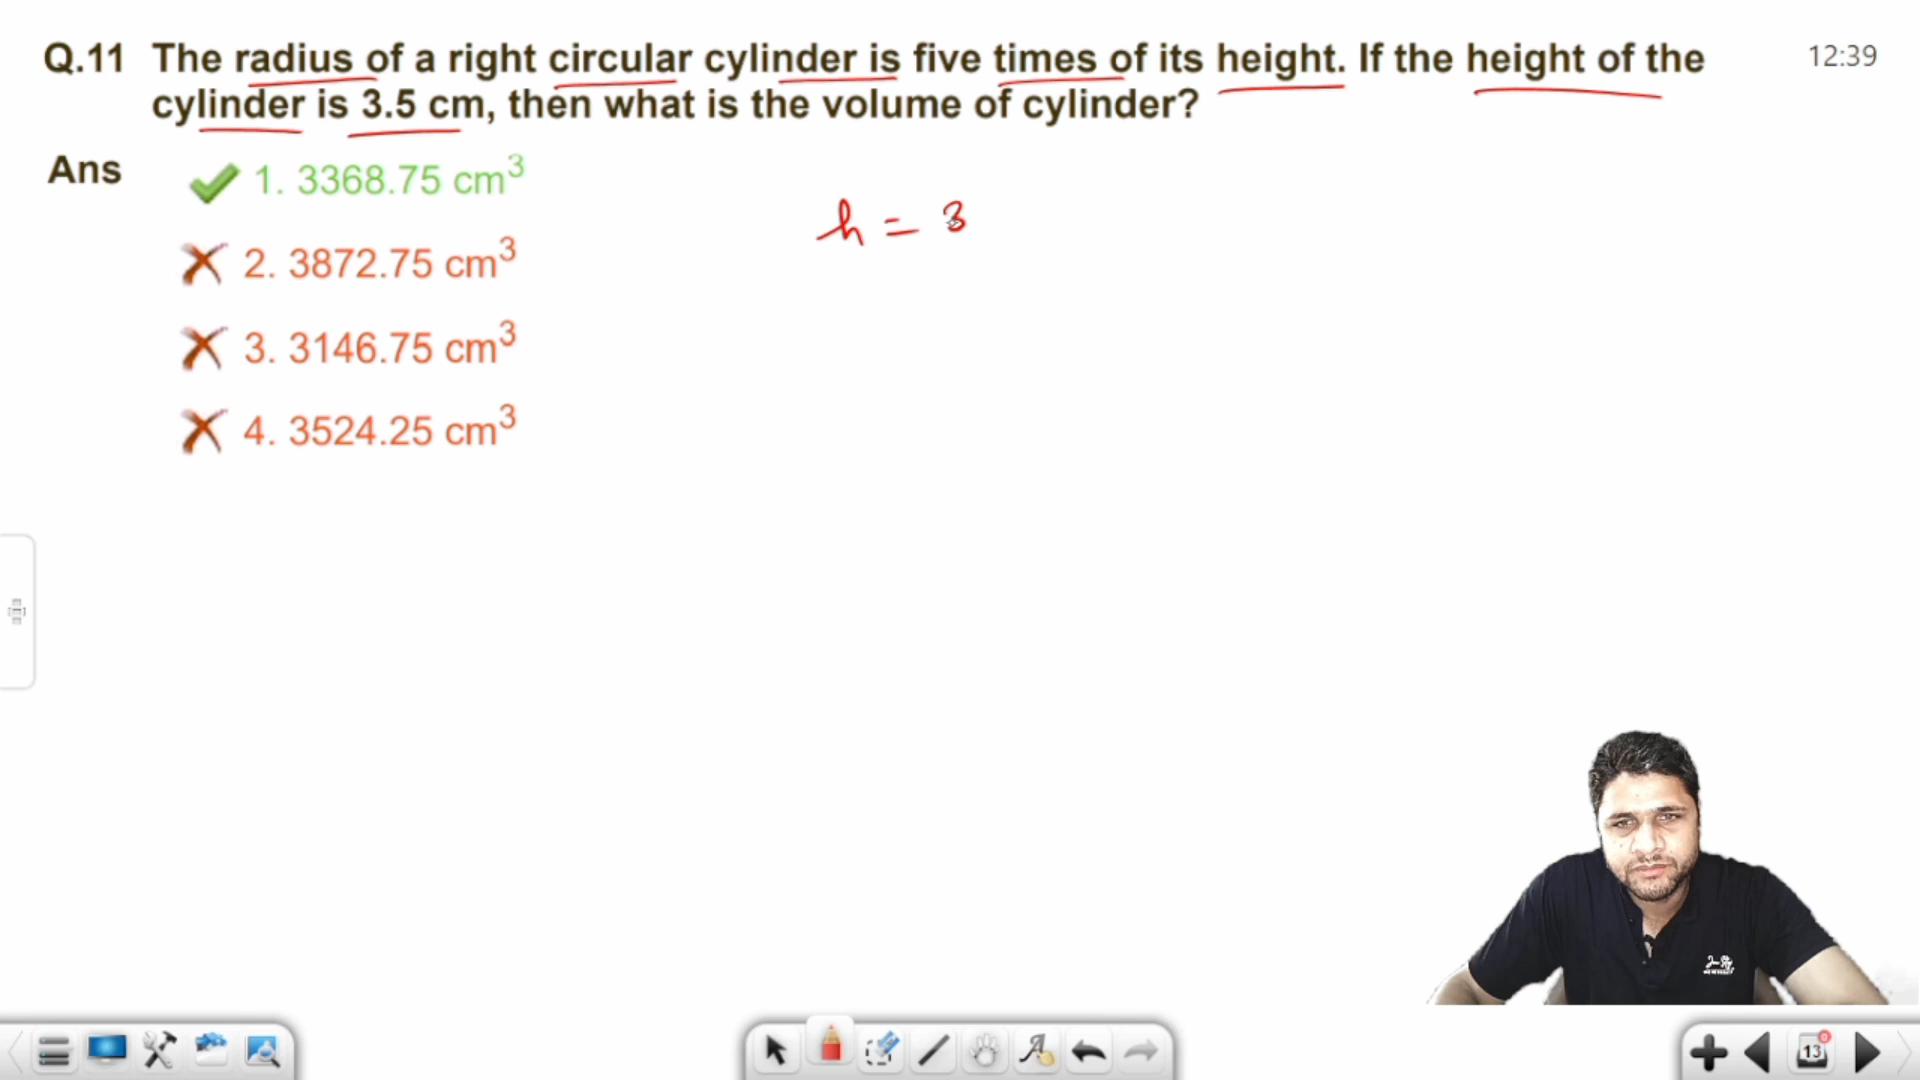 Q.11 The radius of a right circular cylinder is five times of its height. If the height of the
cylinder is 3.5 cm, then what is the volume of cylinder?
12:39
Ans
1. 3368.75 cm³
2. 3872.75 cm³
3. 3146.75 cm³
4. 3524.25 cm³
h = 3
13